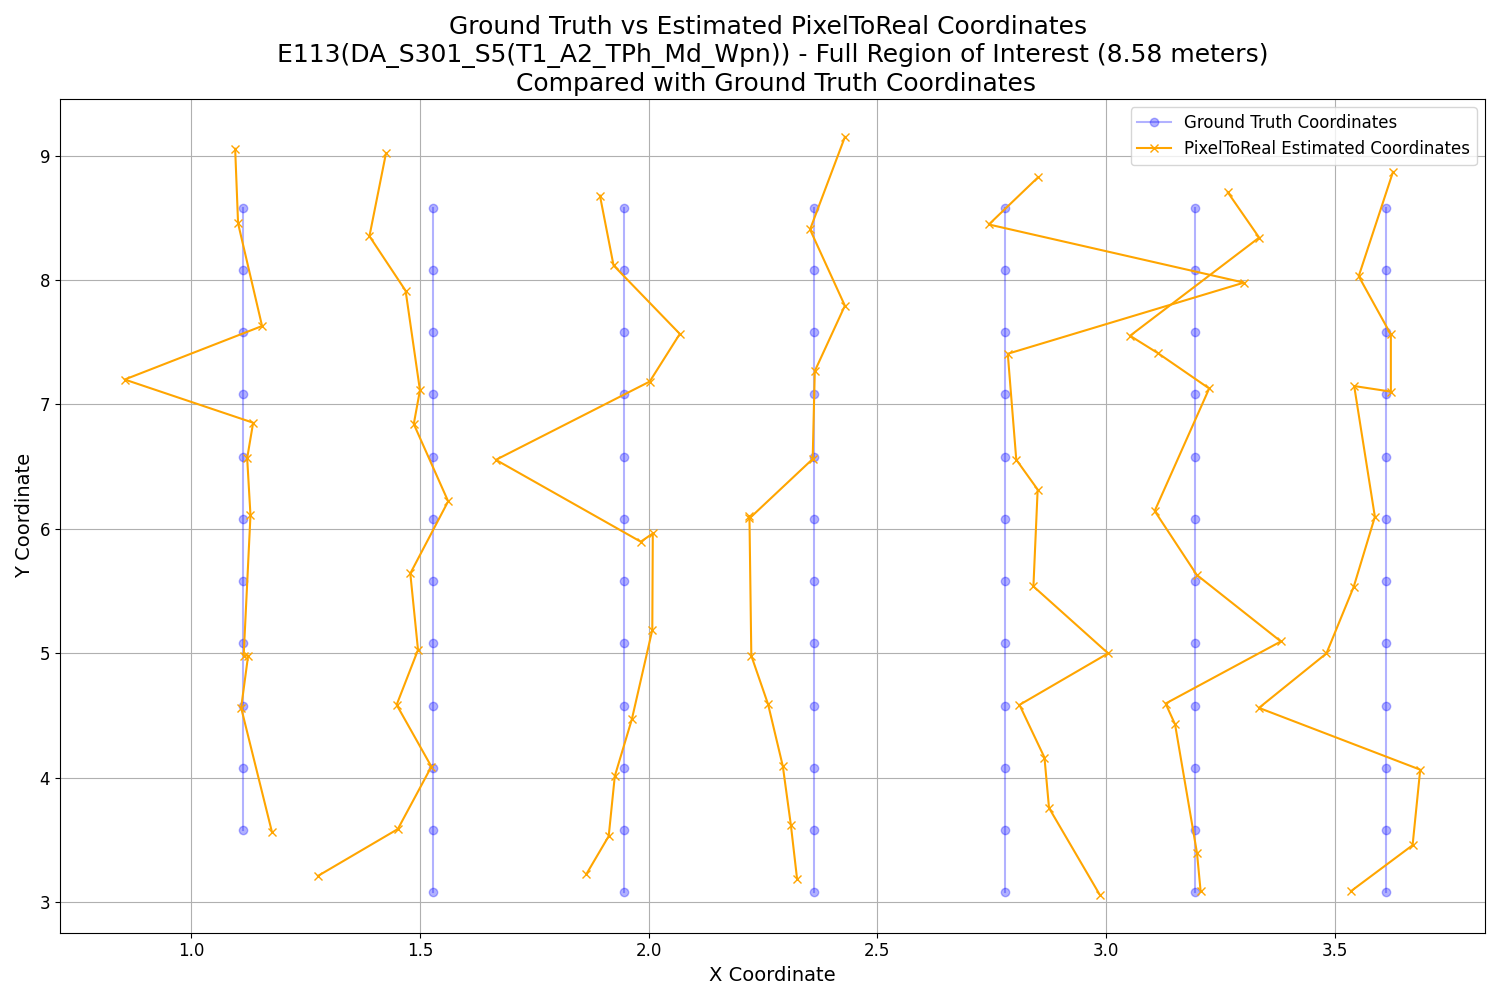 Ground Truth vs Estimated PixelToReal Coordinates
E113(DA_S301_S5(T1_A2_TPh_Md_Wpn)) - Full Region of Interest (8.58 meters)
Compared with Ground Truth Coordinates
Ground Truth Coordinates
PixelToReal Estimated Coordinates
Y Coordinate
9
8
7
6
5
4
3
1.0 1.5 2.0 2.5 3.0 3.5
X Coordinate